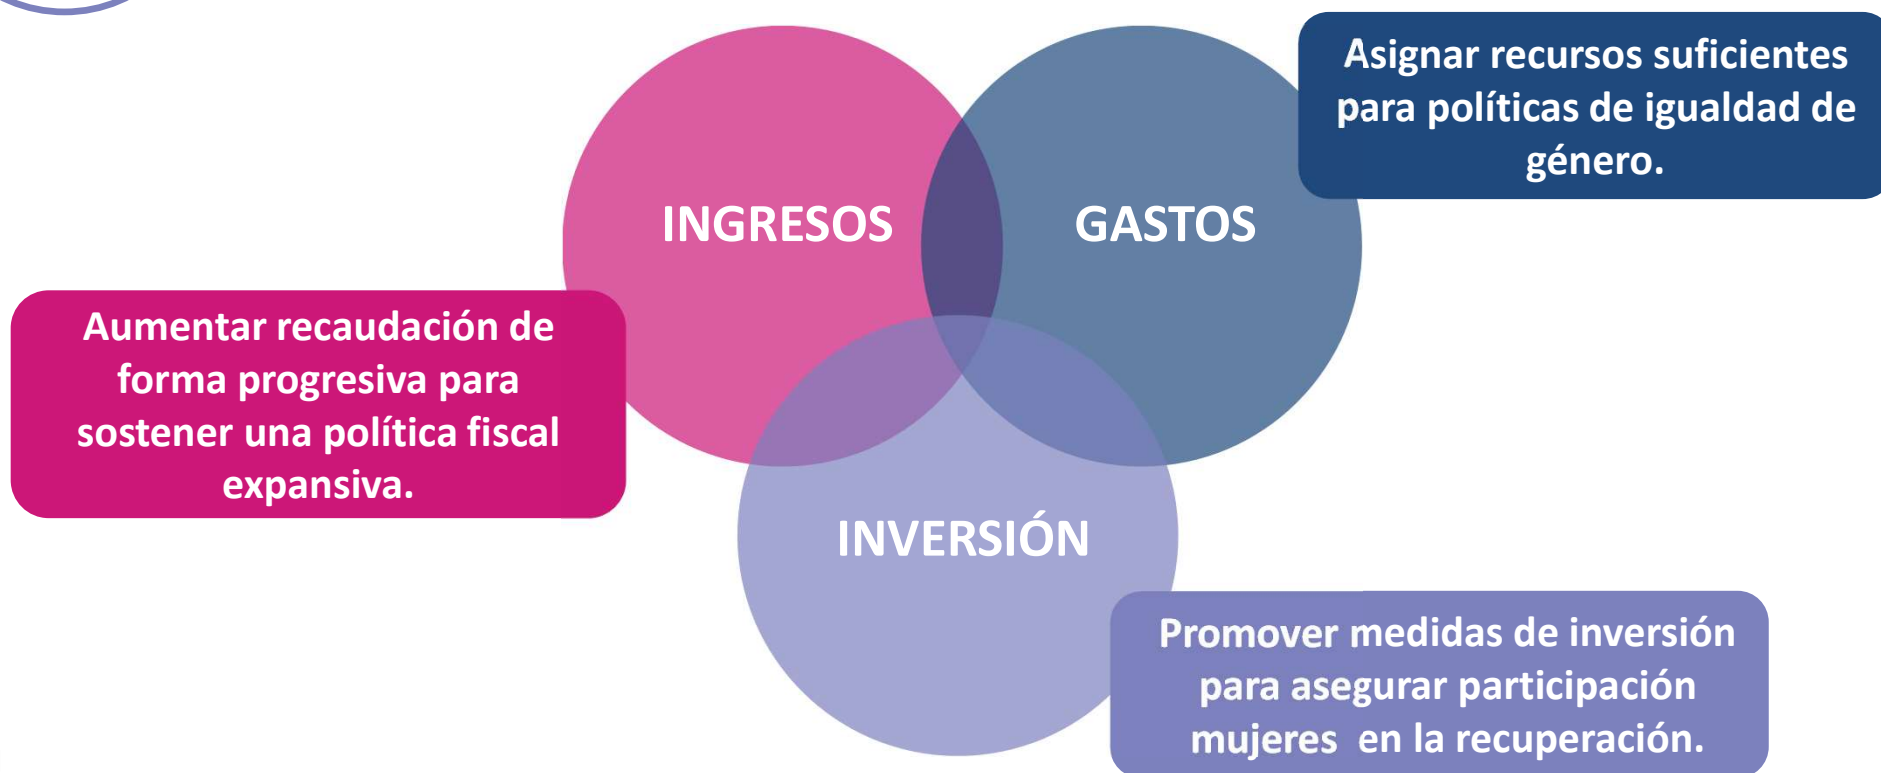 Asignar recursos suficientes
para políticas de igualdad de
género.
INGRESOS
GASTOS
Aumentar recaudación de
forma progresiva para
sostener una política fiscal
expansiva.
INVERSIÓN
Promover medidas de inversión
para asegurar participación
mujeres en la recuperación.